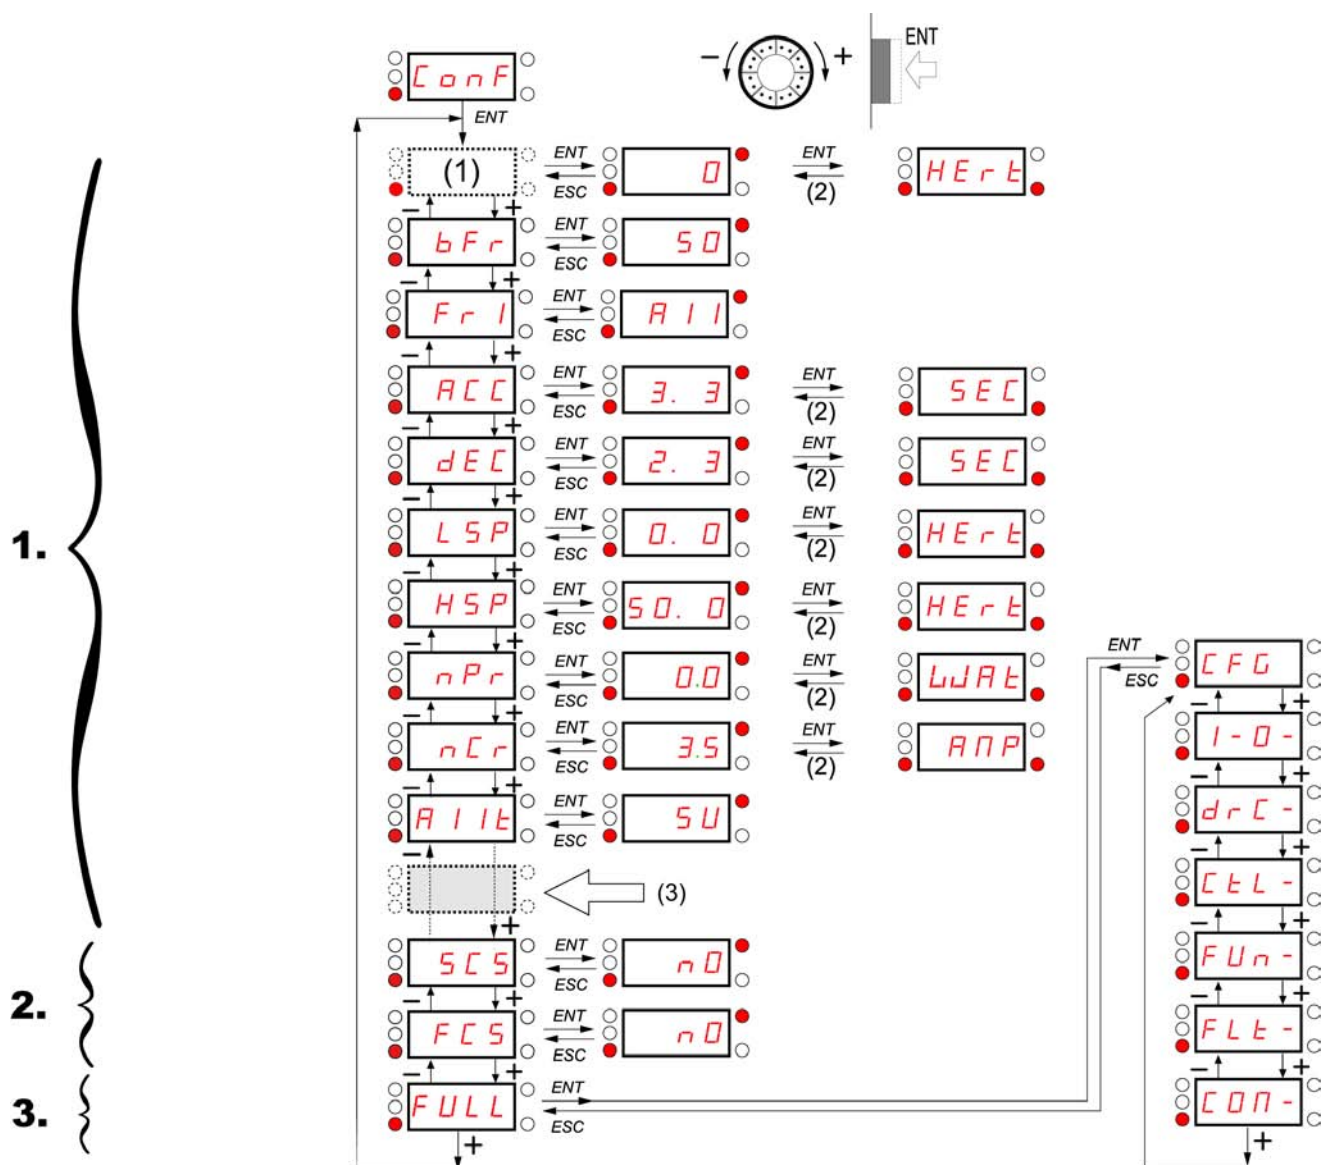 − + ENT
ConF
ENT
(1) ENT ESC 0 ENT (2) HErt
− +
bFr ENT ESC 50
− +
Fr1 ENT ESC A11
− +
ACC ENT ESC 3. 3 ENT (2) SEC
− +
dEC ENT ESC 2. 3 ENT (2) SEC
− +
1. LSP ENT ESC 0. 0 ENT (2) HErt
− +
HSP ENT ESC 50. 0 ENT (2) HErt
− +
nPr ENT ESC 0.0 ENT (2) WAt
− +
nCr ENT ESC 3.5 ENT (2) AMP
− +
A11t ENT ESC 5U
−
(3)
+
SCS ENT ESC nO
2. − +
FCS ENT ESC nO
− +
3. FULL ENT ESC
+
ENT ESC CFG
− +
I-O-
− +
drC-
− +
CtL-
− +
FUn-
− +
FLt-
− +
COM-
+